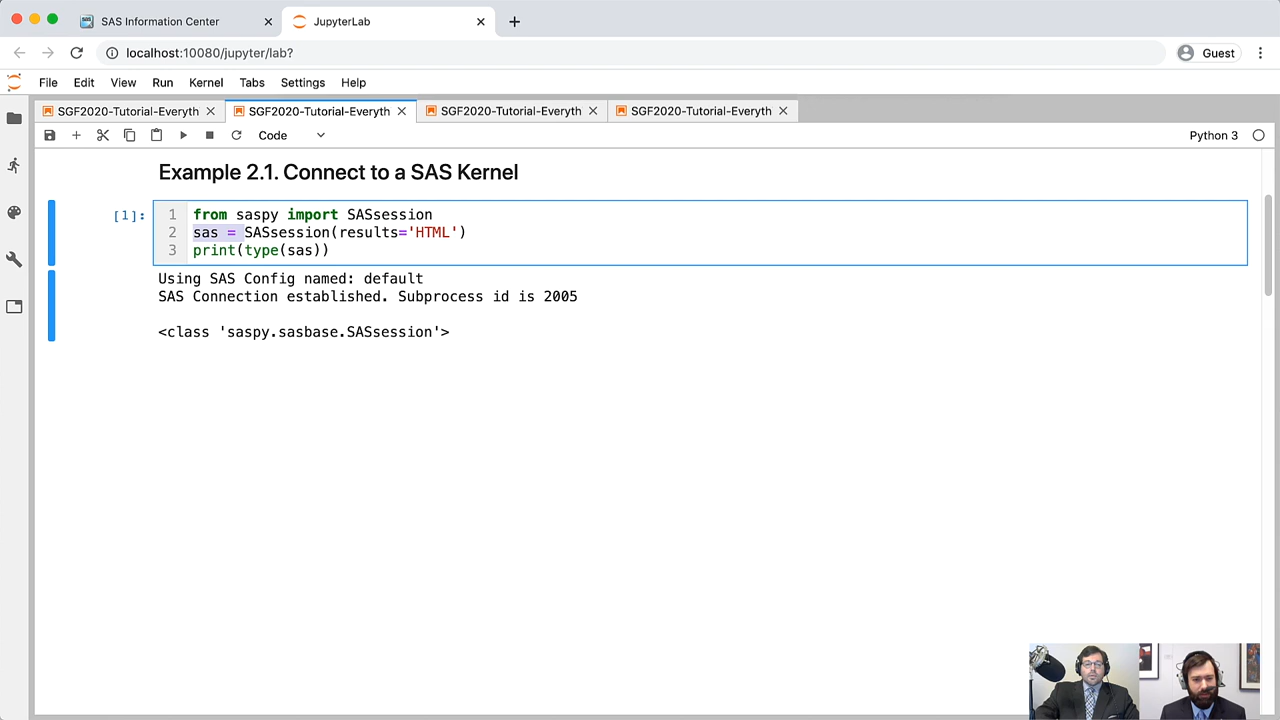 SAS Information Center
JupyterLab
localhost:10080/jupyter/lab?
Guest
File Edit View Run Kernel Tabs Settings Help
SGF2020-Tutorial-Everyth SGF2020-Tutorial-Everyth SGF2020-Tutorial-Everyth SGF2020-Tutorial-Everyth
Code
Python 3
Example 2.1. Connect to a SAS Kernel
[1]:
1 from saspy import SASsession
2 sas = SASsession(results='HTML')
3 print(type(sas))
Using SAS Config named: default
SAS Connection established. Subprocess id is 2005
<class 'saspy.sasbase.SASsession'>